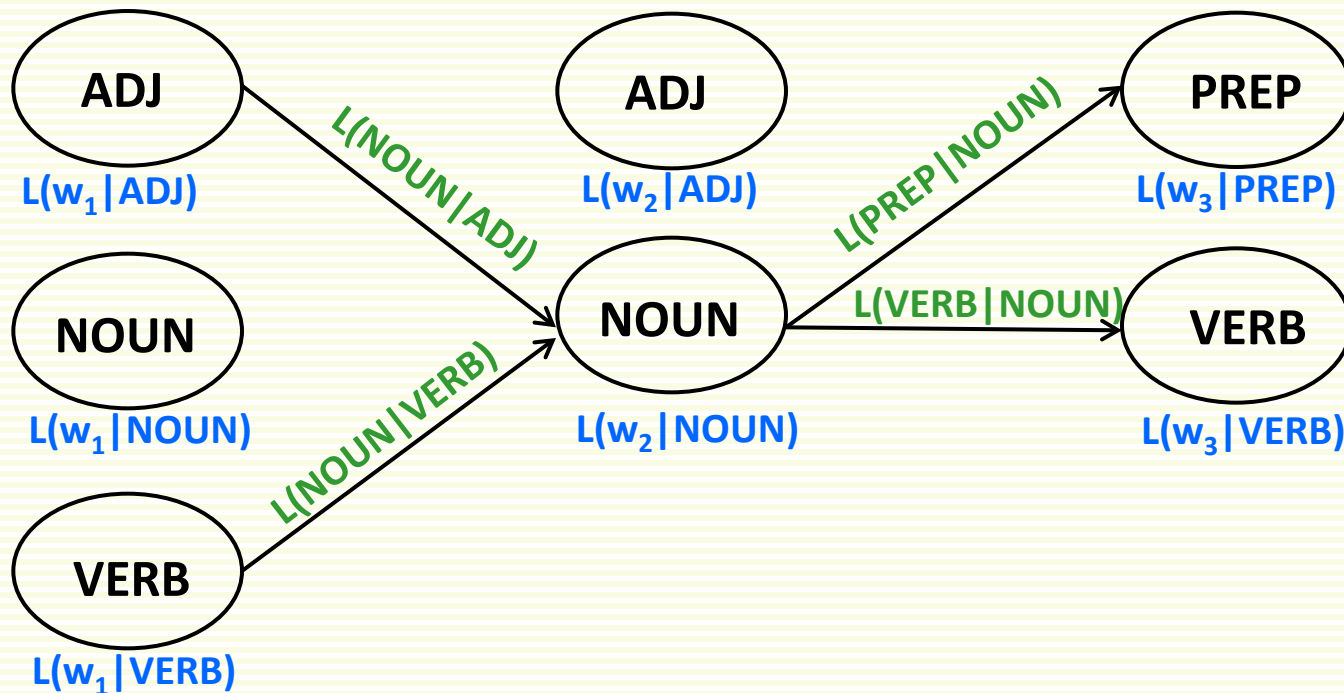 ADJ
L(w₁|ADJ)
NOUN
L(w₁|NOUN)
VERB
L(w₁|VERB)
L(NOUN|ADJ)
L(NOUN|VERB)
ADJ
L(w₂|ADJ)
NOUN
L(w₂|NOUN)
L(PREP|NOUN)
L(VERB|NOUN)
PREP
L(w₃|PREP)
VERB
L(w₃|VERB)